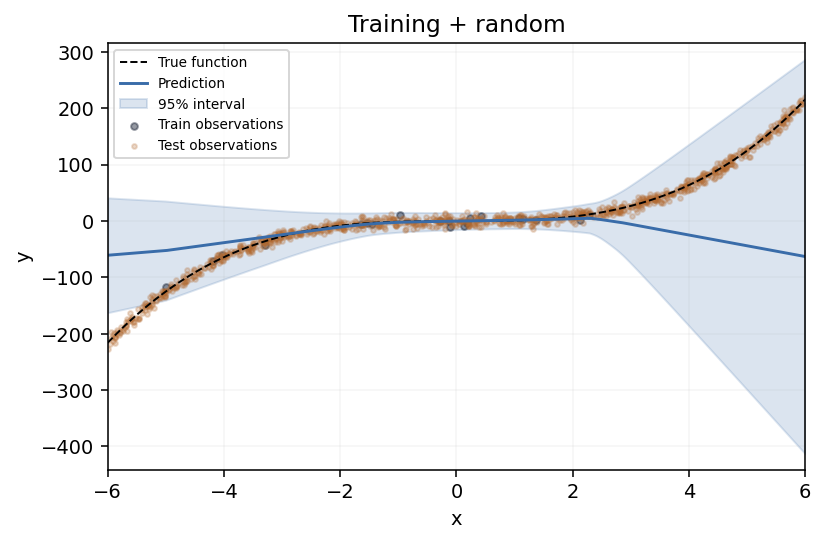 Training + random
True function
Prediction
95% interval
Train observations
Test observations
300
200
100
0
−100
−200
−300
−400
y
−6
−4
−2
0
2
4
6
x